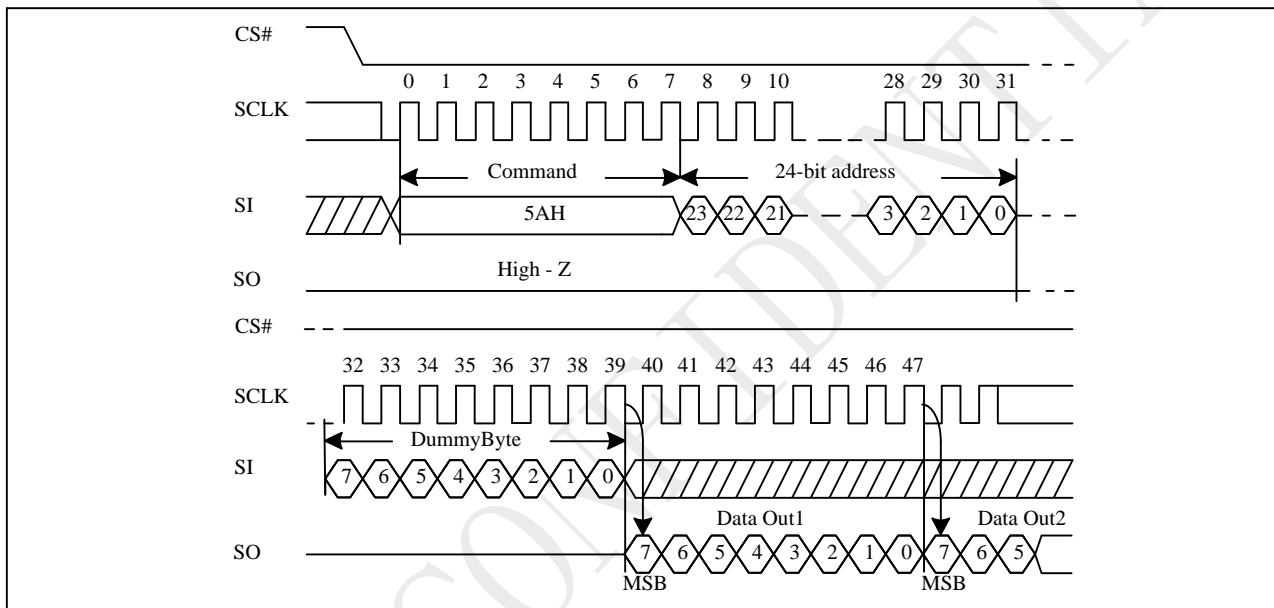 CS#
0 1 2 3 4 5 6 7 8 9 10 28 29 30 31
SCLK
Command 24-bit address
SI 5AH 23 22 21 3 2 1 0
High - Z
SO
CS#
32 33 34 35 36 37 38 39 40 41 42 43 44 45 46 47
SCLK
DummyByte
SI 7 6 5 4 3 2 1 0
Data Out1 Data Out2
SO 7 6 5 4 3 2 1 0 7 6 5
MSB MSB
CONFIDENTIA